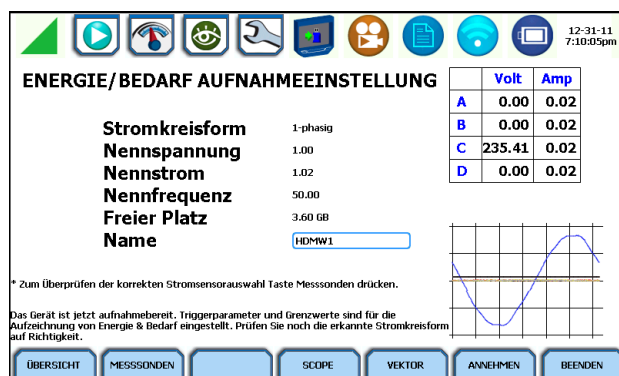 12-31-11
7:10:05pm
ENERGIE/BEDARF AUFNAHMEEINSTELLUNG
Volt Amp
A 0.00 0.02
B 0.00 0.02
C 235.41 0.02
D 0.00 0.02
Stromkreisform 1-phasig
Nennspannung 1.00
Nennstrom 1.02
Nennfrequenz 50.00
Freier Platz 3.60 GB
Name HDMW1
* Zum Überprüfen der korrekten Stromsensorauswahl Taste Messonden drücken.
Das Gerät ist jetzt aufnahmebereit. Triggerparameter und Grenzwerte sind für die
Aufzeichnung von Energie & Bedarf eingestellt. Prüfen Sie noch die erkannte Stromkreisform
auf Richtigkeit.
ÜBERSICHT MESSSONDEN SCOPE VEKTOR ANNEHMEN BEENDEN